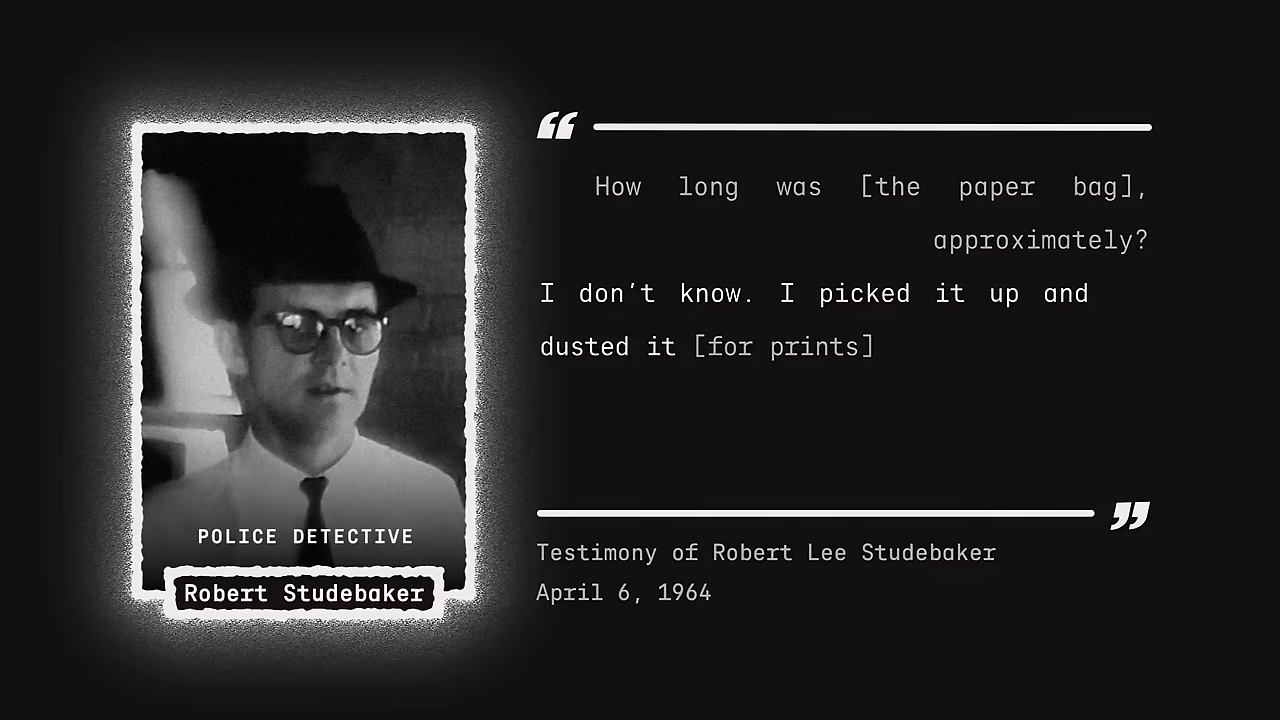 “
How long was [the paper bag],
approximately?
I don't know. I picked it up and
dusted it [for prints]
”
POLICE DETECTIVE
Robert Studebaker
Testimony of Robert Lee Studebaker
April 6, 1964